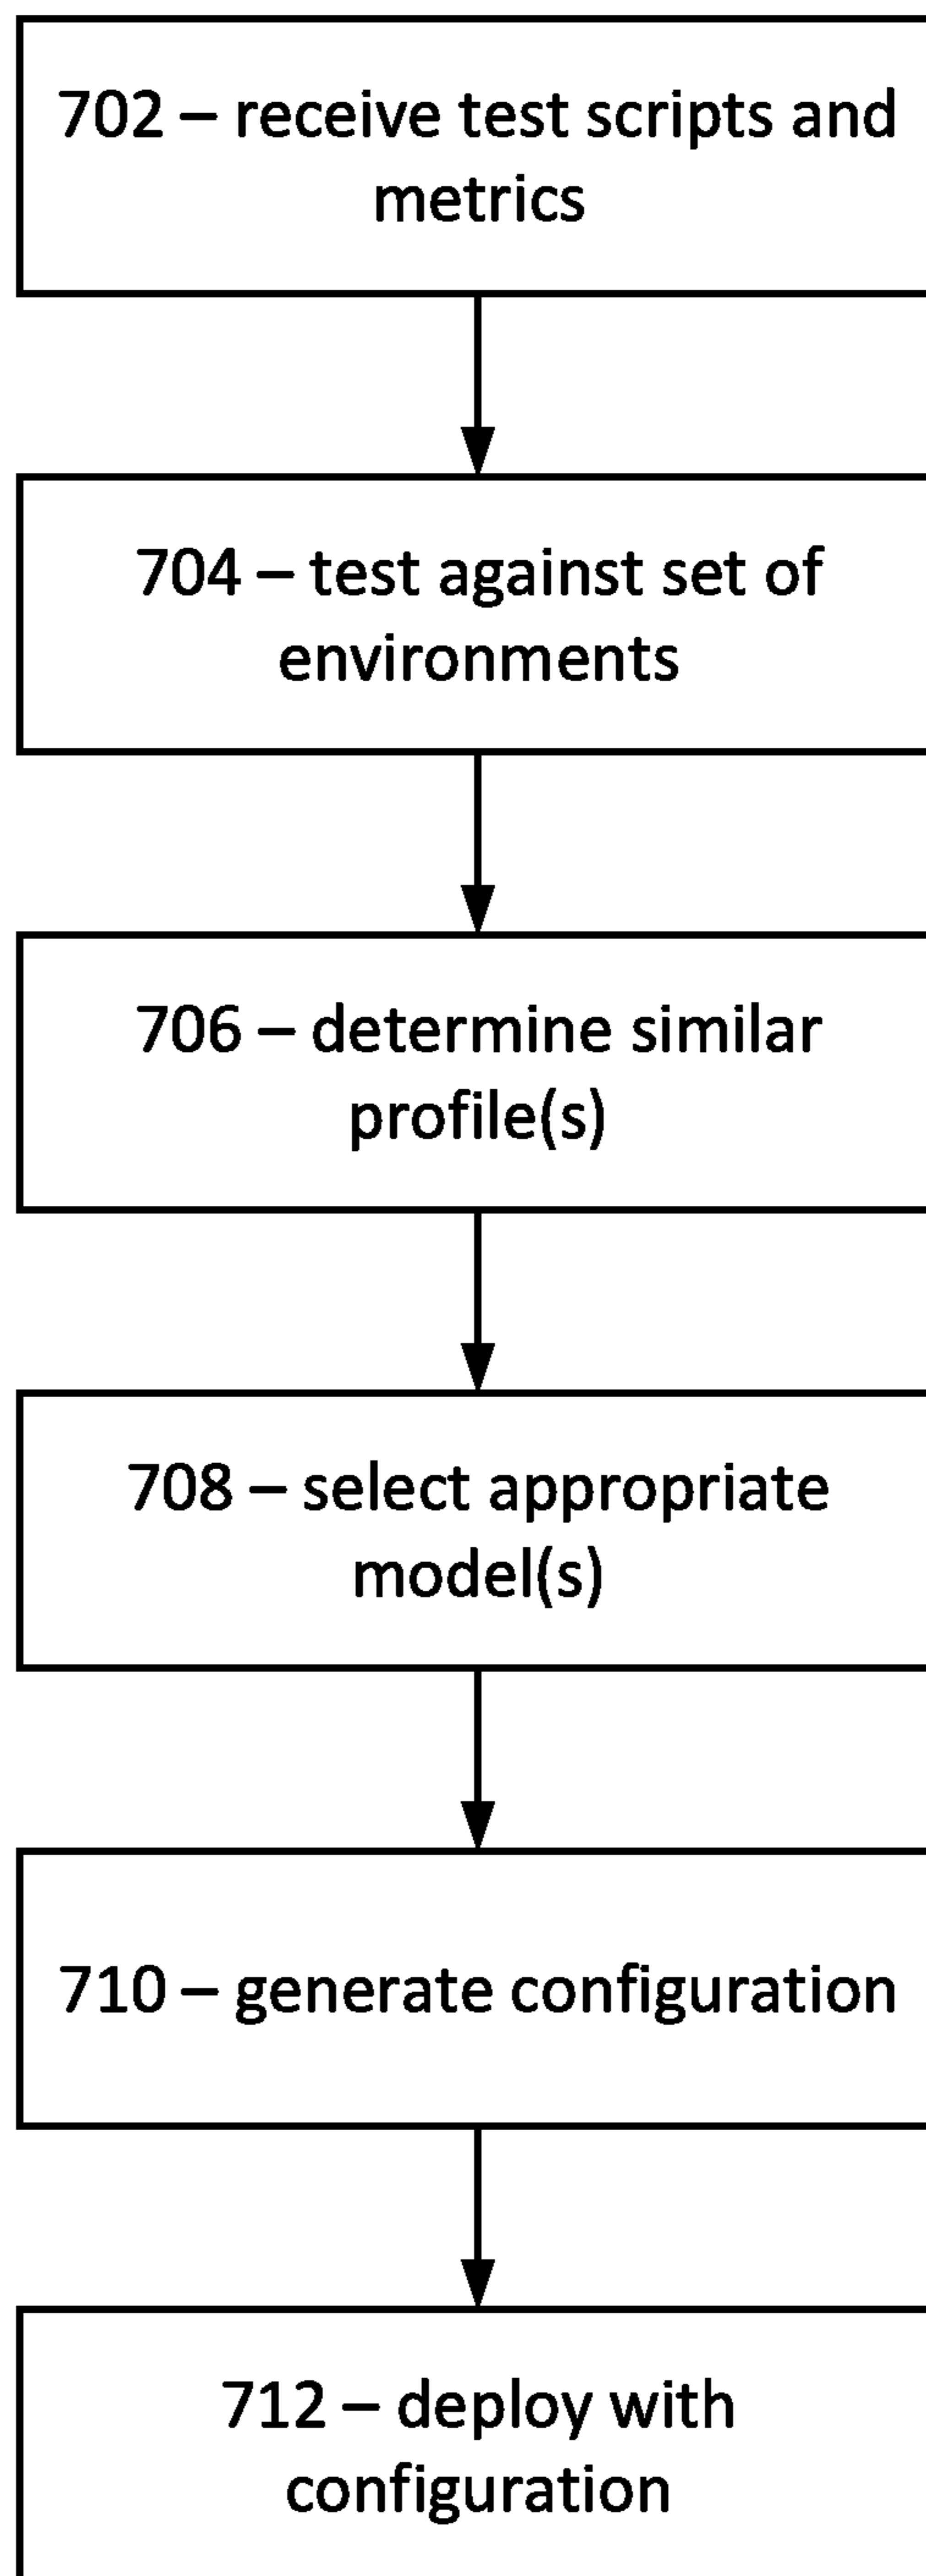 702 – receive test scripts and
metrics
704 – test against set of
environments
706 – determine similar
profile(s)
708 – select appropriate
model(s)
710 – generate configuration
712 – deploy with
configuration